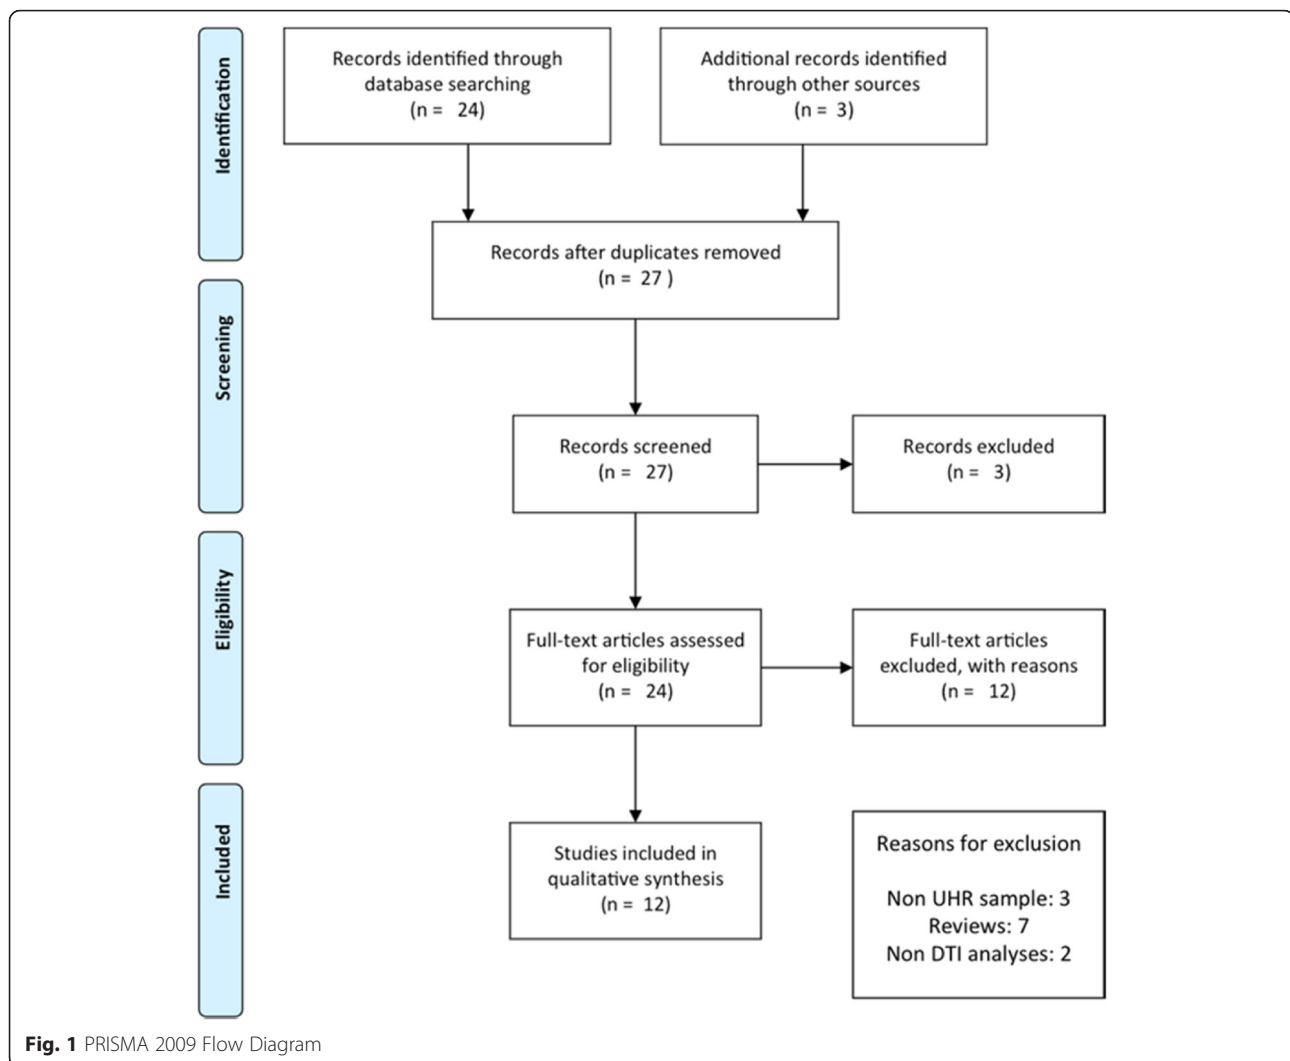 Identification
Records identified through
database searching
(n = 24)
Additional records identified
through other sources
(n = 3)
Records after duplicates removed
(n = 27 )
Screening
Records screened
(n = 27)
Records excluded
(n = 3)
Eligibility
Full-text articles assessed
for eligibility
(n = 24)
Full-text articles
excluded, with reasons
(n = 12)
Included
Studies included in
qualitative synthesis
(n = 12)
Reasons for exclusion
Non UHR sample: 3
Reviews: 7
Non DTI analyses: 2
Fig. 1 PRISMA 2009 Flow Diagram